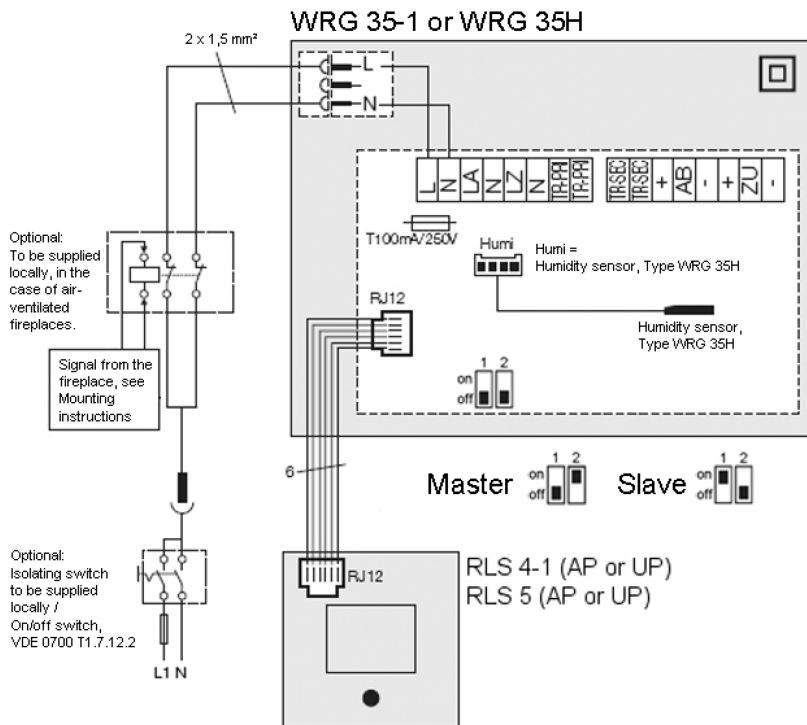 WRG 35-1 or WRG 35H
2 x 1,5 mm²
L
N
L
N
LA
N
LZ
N
TR-PRI
TR-PRI
TR-SEC
TR-SEC
+
AB
-
+
ZU
-
T100mA/250V
Humi
Humi =
Humidity sensor, Type WRG 35H
Optional:
To be supplied
locally, in the
case of air-
ventilated
fireplaces.
RJ12
Humidity sensor,
Type WRG 35H
Signal from the
fireplace, see
Mounting
instructions
1 2
on
off
6
Master
1 2
on
off
Slave
1 2
on
off
Optional:
Isolating switch
to be supplied
locally /
On/off switch,
VDE 0700 T1.7.12.2
L1 N
RJ12
RLS 4-1 (AP or UP)
RLS 5 (AP or UP)